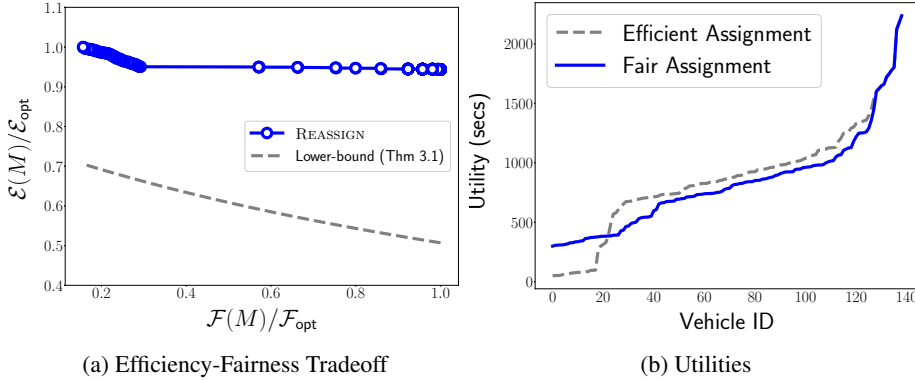 1.0
0.9
0.8
0.7
0.6
0.5
0.4
0.2 0.4 0.6 0.8 1.0
ℰ(M)/ℰopt
ℱ(M)/ℱopt
REASSIGN
Lower-bound (Thm 3.1)
(a) Efficiency-Fairness Tradeoff
Efficient Assignment
Fair Assignment
Utility (secs)
2000
1500
1000
500
0
0 20 40 60 80 100 120 140
Vehicle ID
(b) Utilities